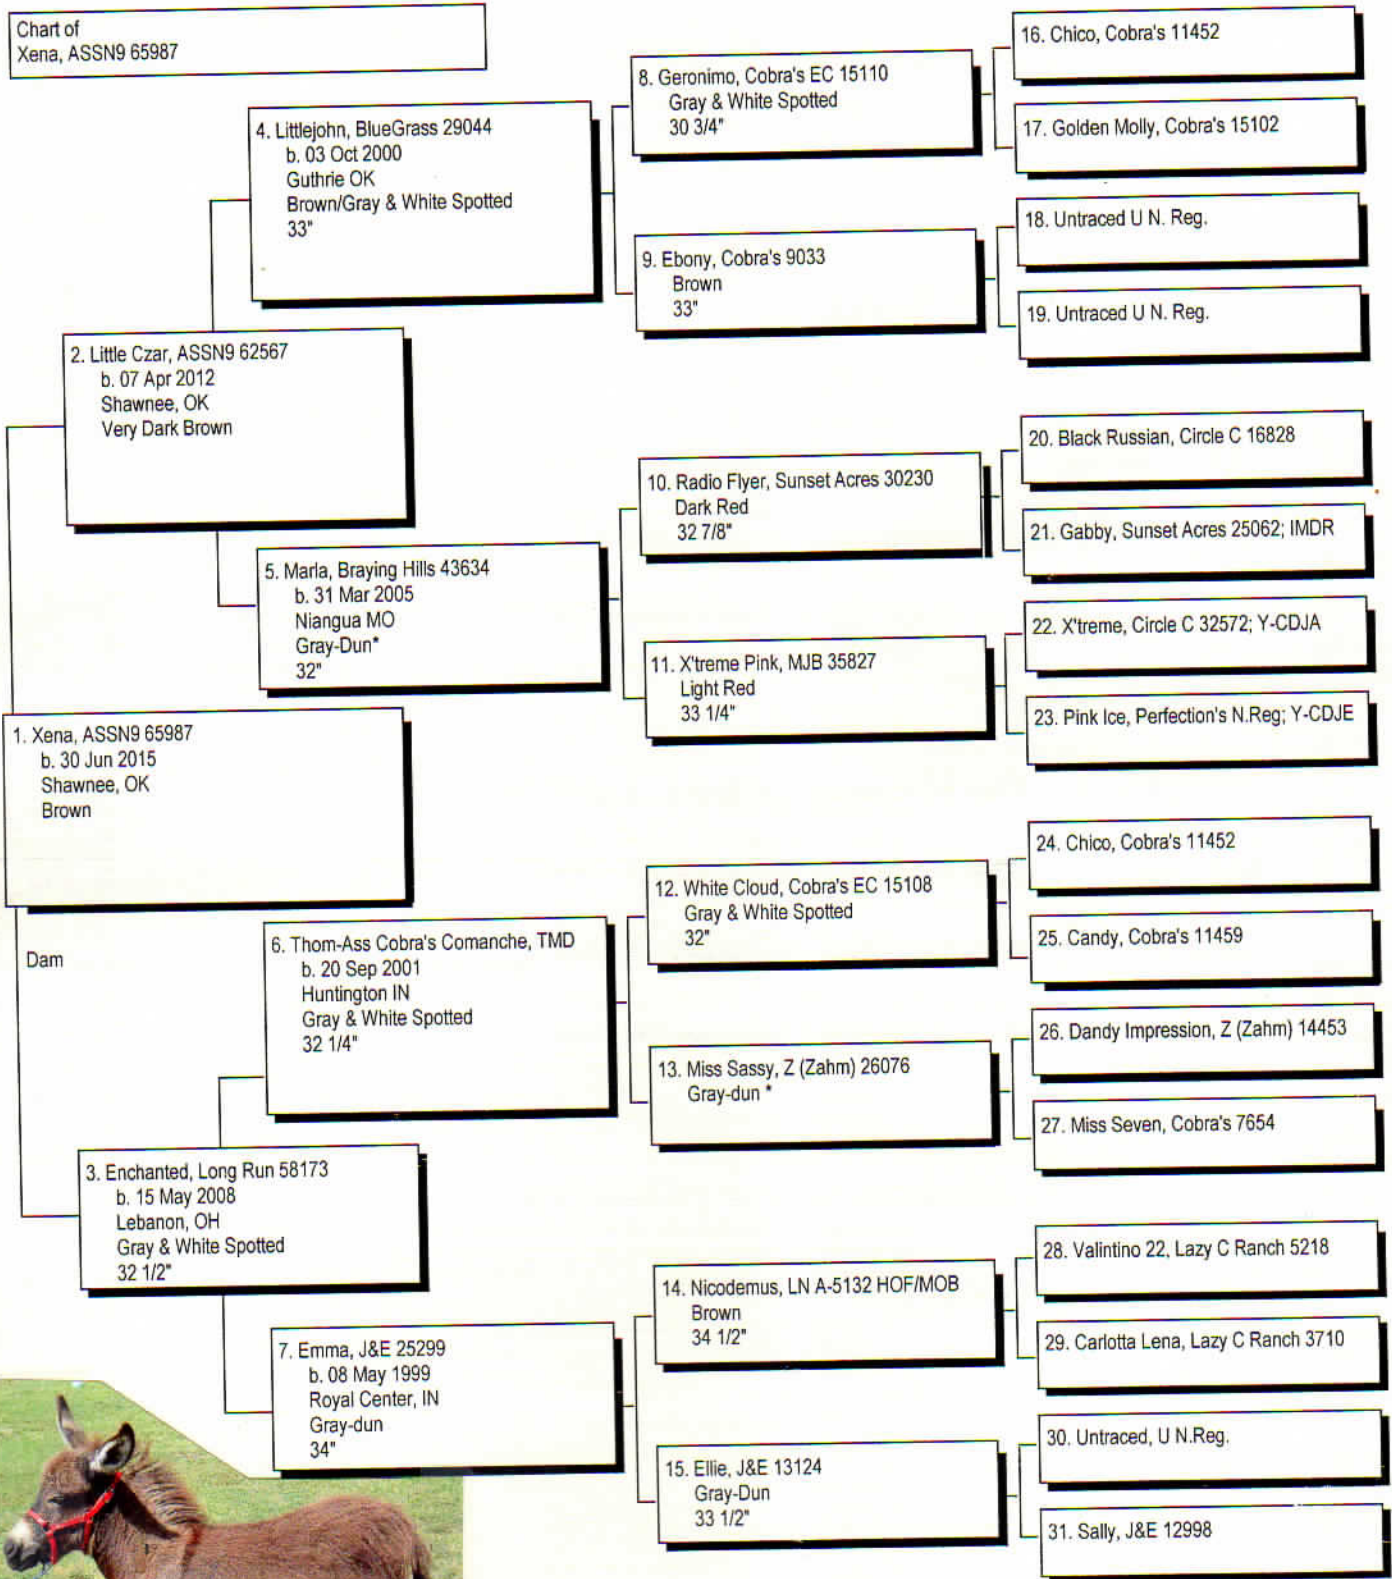 Chart of
Xena, ASSN9 65987
16. Chico, Cobra's 11452
8. Geronimo, Cobra's EC 15110
Gray & White Spotted
30 3/4"
17. Golden Molly, Cobra's 15102
4. Littlejohn, BlueGrass 29044
b. 03 Oct 2000
Guthrie OK
Brown/Gray & White Spotted
33"
18. Untraced U N. Reg.
9. Ebony, Cobra's 9033
Brown
33"
19. Untraced U N. Reg.
2. Little Czar, ASSN9 62567
b. 07 Apr 2012
Shawnee, OK
Very Dark Brown
20. Black Russian, Circle C 16828
10. Radio Flyer, Sunset Acres 30230
Dark Red
32 7/8"
21. Gabby, Sunset Acres 25062; IMDR
5. Marla, Braying Hills 43634
b. 31 Mar 2005
Niangua MO
Gray-Dun*
32"
22. X'treme, Circle C 32572; Y-CDJA
11. X'treme Pink, MJB 35827
Light Red
33 1/4"
23. Pink Ice, Perfection's N.Reg; Y-CDJE
1. Xena, ASSN9 65987
b. 30 Jun 2015
Shawnee, OK
Brown
24. Chico, Cobra's 11452
12. White Cloud, Cobra's EC 15108
Gray & White Spotted
32"
25. Candy, Cobra's 11459
Dam
6. Thom-Ass Cobra's Comanche, TMD
b. 20 Sep 2001
Huntington IN
Gray & White Spotted
32 1/4"
26. Dandy Impression, Z (Zahm) 14453
13. Miss Sassy, Z (Zahm) 26076
Gray-dun *
27. Miss Seven, Cobra's 7654
3. Enchanted, Long Run 58173
b. 15 May 2008
Lebanon, OH
Gray & White Spotted
32 1/2"
28. Valintino 22, Lazy C Ranch 5218
14. Nicodemus, LN A-5132 HOF/MOB
Brown
34 1/2"
29. Carlotta Lena, Lazy C Ranch 3710
7. Emma, J&E 25299
b. 08 May 1999
Royal Center, IN
Gray-dun
34"
30. Untraced, U N.Reg.
15. Ellie, J&E 13124
Gray-Dun
33 1/2"
31. Sally, J&E 12998